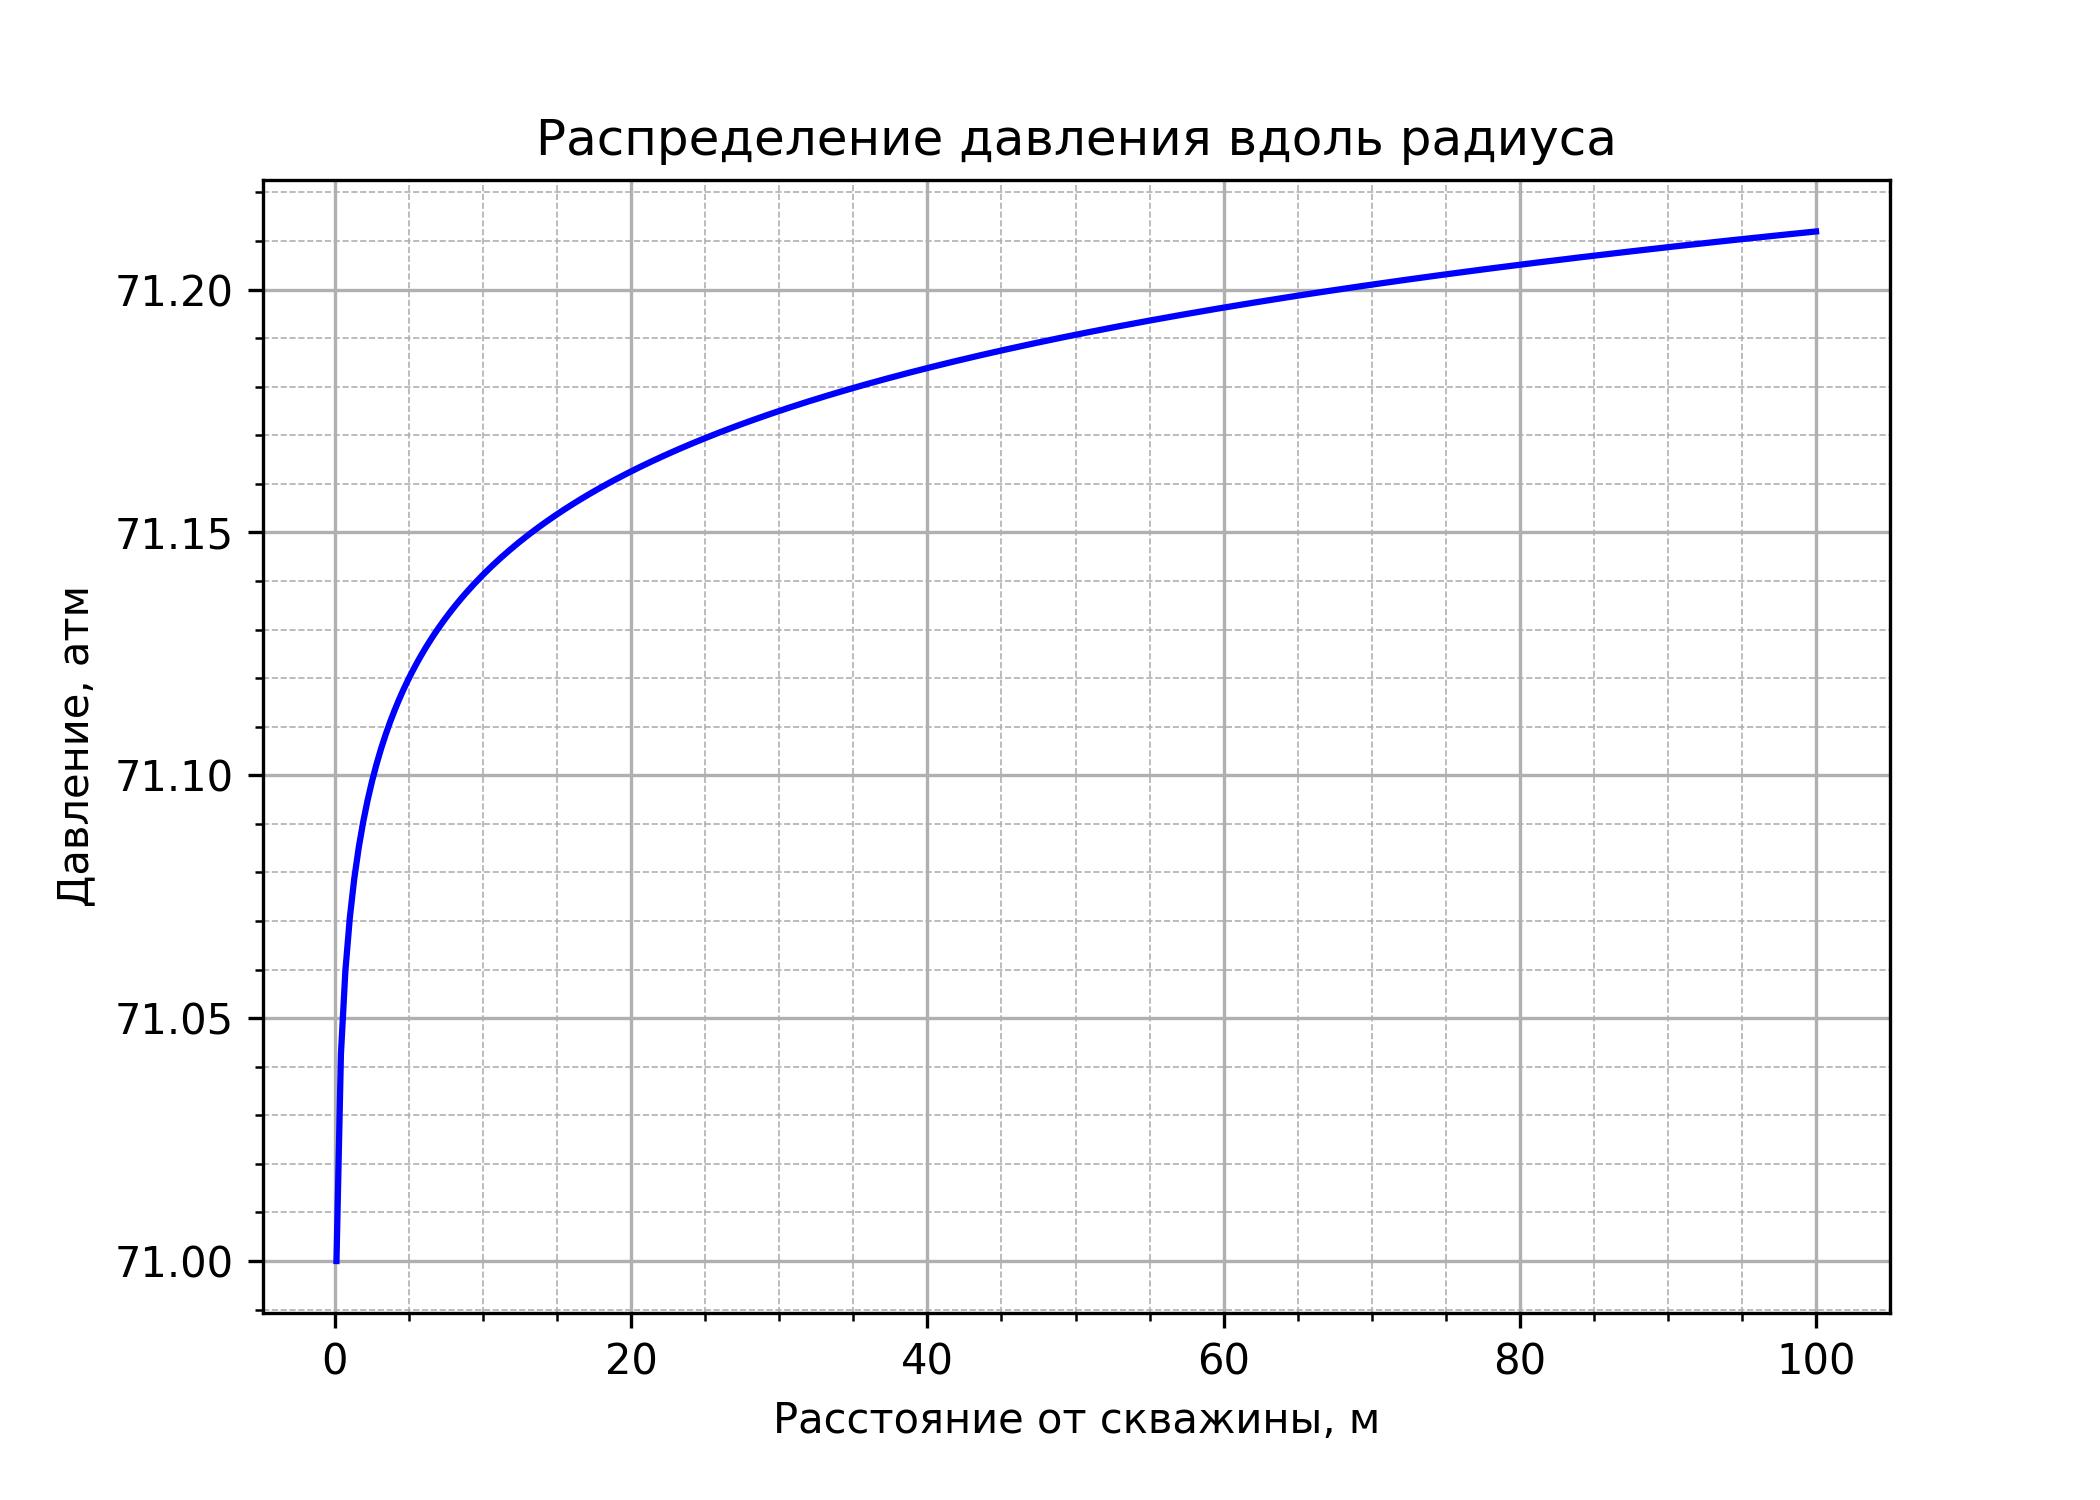 Распределение давления вдоль радиуса
71.20
71.15
71.10
71.05
71.00
Давление, атм
0 20 40 60 80 100
Расстояние от скважины, м